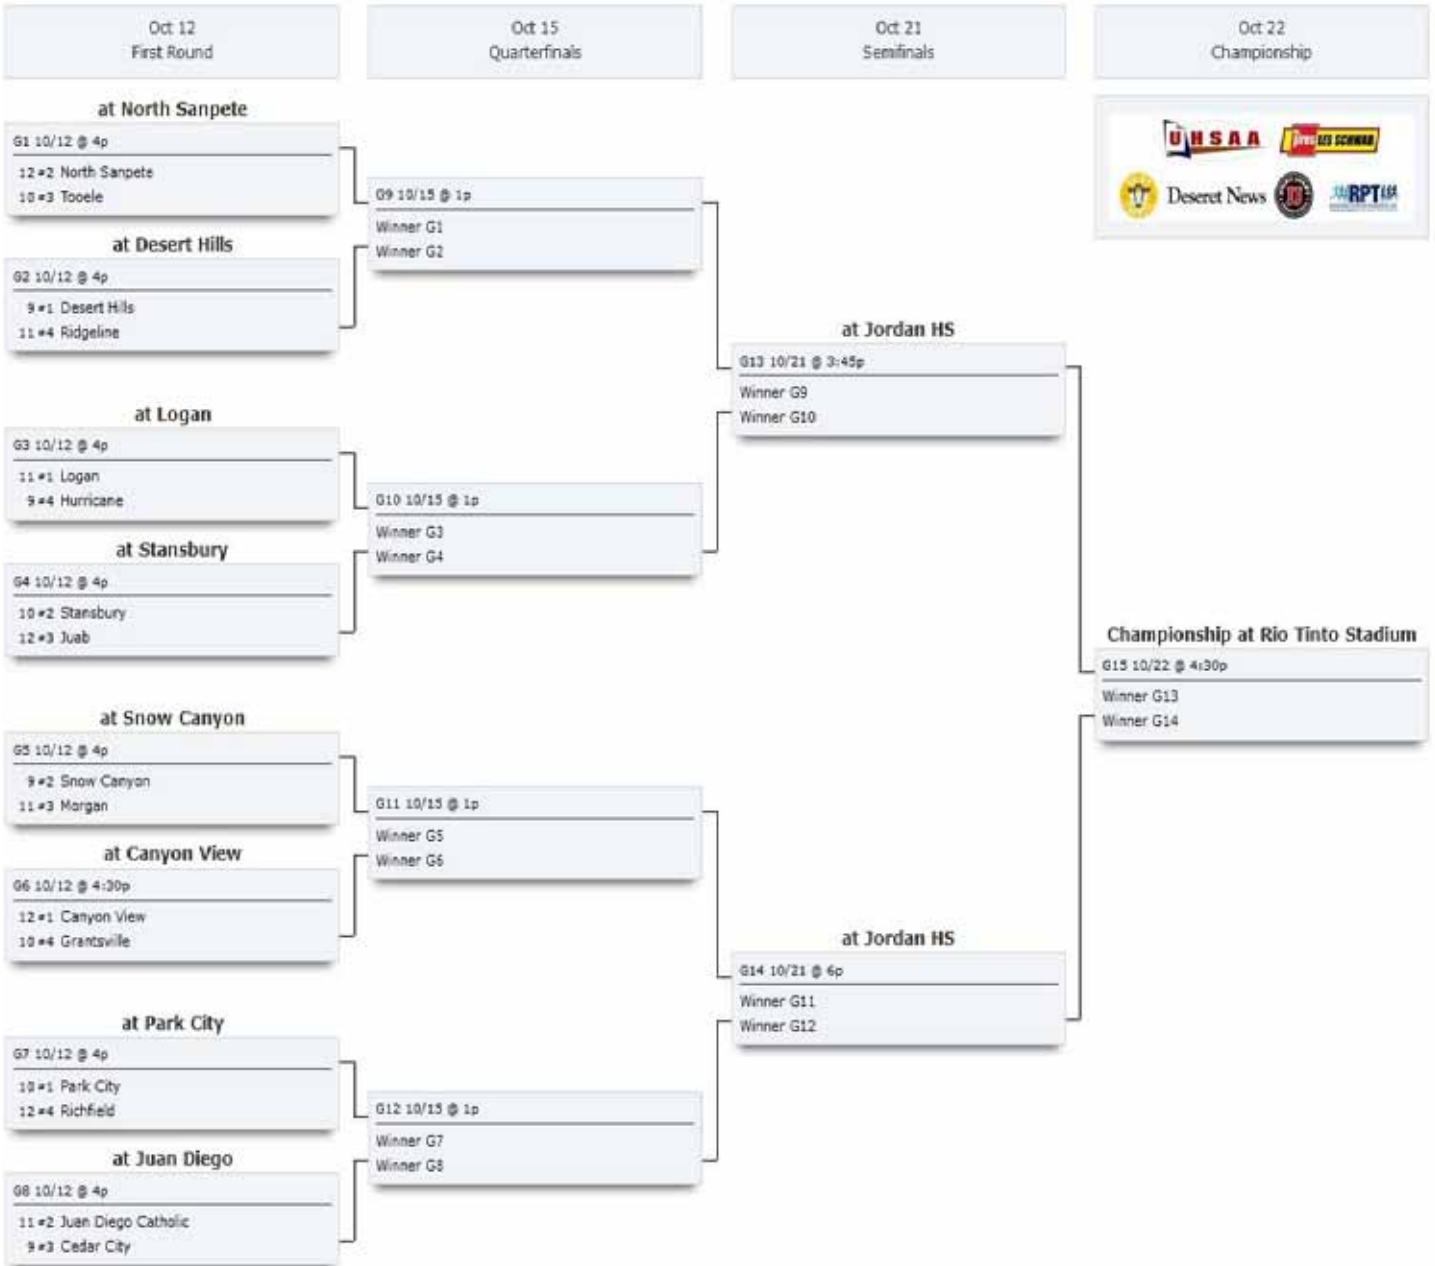 Oct 12
First Round
Oct 15
Quarterfinals
Oct 21
Semifinals
Oct 22
Championship
at North Sanpete
G1 10/12 @ 4p
12 #2 North Sanpete
10 #3 Tooele
at Desert Hills
G2 10/12 @ 4p
9 #1 Desert Hills
11 #4 Ridgeline
at Logan
G3 10/12 @ 4p
11 #1 Logan
9 #4 Hurricane
at Stansbury
G4 10/12 @ 4p
10 #2 Stansbury
12 #3 Juab
at Snow Canyon
G5 10/12 @ 4p
9 #2 Snow Canyon
11 #3 Morgan
at Canyon View
G6 10/12 @ 4:30p
12 #1 Canyon View
10 #4 Grantsville
at Park City
G7 10/12 @ 4p
10 #1 Park City
12 #4 Richfield
at Juan Diego
G8 10/12 @ 4p
11 #2 Juan Diego Catholic
9 #3 Cedar City
G9 10/15 @ 1p
Winner G1
Winner G2
G10 10/15 @ 1p
Winner G3
Winner G4
G11 10/15 @ 1p
Winner G5
Winner G6
G12 10/15 @ 1p
Winner G7
Winner G8
at Jordan HS
G13 10/21 @ 3:45p
Winner G9
Winner G10
at Jordan HS
G14 10/21 @ 6p
Winner G11
Winner G12
UHSAA
LES SCHWAB
Deseret News
RPT
Championship at Rio Tinto Stadium
G15 10/22 @ 4:30p
Winner G13
Winner G14